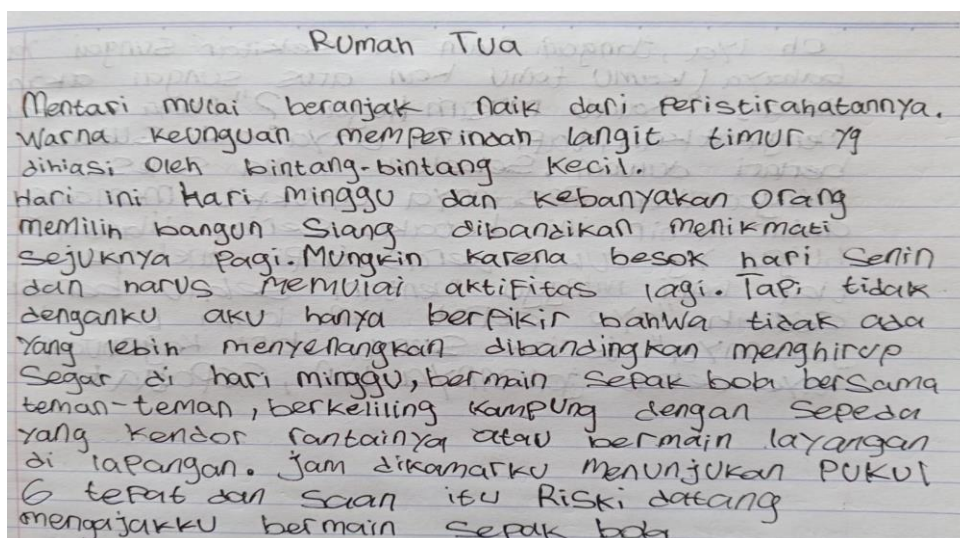 Rumah Tua
Mentari mulai beranjak naik dari peristirahatannya.
Warna keunguan memperindah langit timur yg
dihiasi oleh bintang-bintang kecil.
Hari ini Hari minggu dan kebanyakan orang
memilih bangun siang dibandikan menikmati
sejuknya pagi. Mungkin karena besok hari senin
dan harus memulai aktifitas lagi. Tapi tidak
denganku aku hanya berpikir bahwa tidak ada
yang lebih menyenangkan dibandingkan menghirup
segar di hari minggu, bermain sepak bola bersama
teman-teman, berkeliling kampung dengan sepeda
yang kendor rantainya atau bermain layangan
di lapangan. jam dikamarku menunjukan pukul
6 tepat dan saan itu Riski datang
mengajakku bermain sepak bola